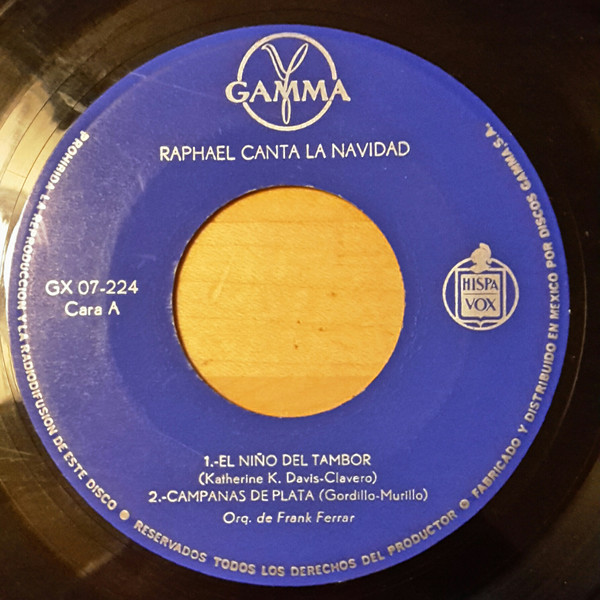 GAMMA
RAPHAEL CANTA LA NAVIDAD
GX 07-224
Cara A
HISPA
VOX
1.-EL NIÑO DEL TAMBOR
(Katherine K. Davis-Clavero)
2.-CAMPANAS DE PLATA (Gordillo-Murillo)
Orq. de Frank Ferrar
PROHIBIDA LA REPRODUCCION Y LA RADIODIFUSION DE ESTE DISCO ● RESERVADOS TODOS LOS DERECHOS DEL PRODUCTOR ● FABRICADO Y DISTRIBUIDO EN MEXICO POR DISCOS GAMMA, S.A.